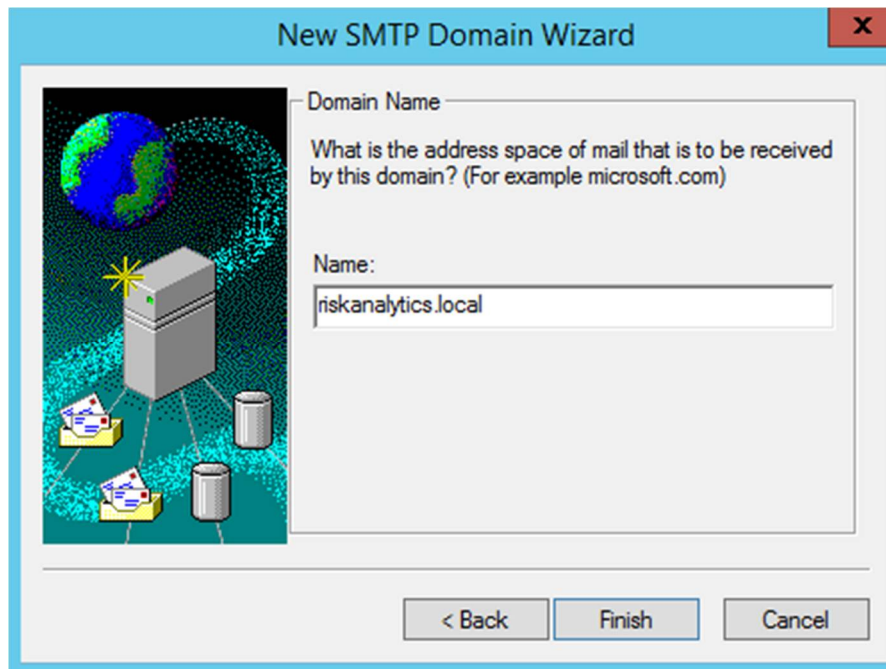 New SMTP Domain Wizard
x
Domain Name
What is the address space of mail that is to be received
by this domain? (For example microsoft.com)
Name:
riskanalytics.local
< Back
Finish
Cancel